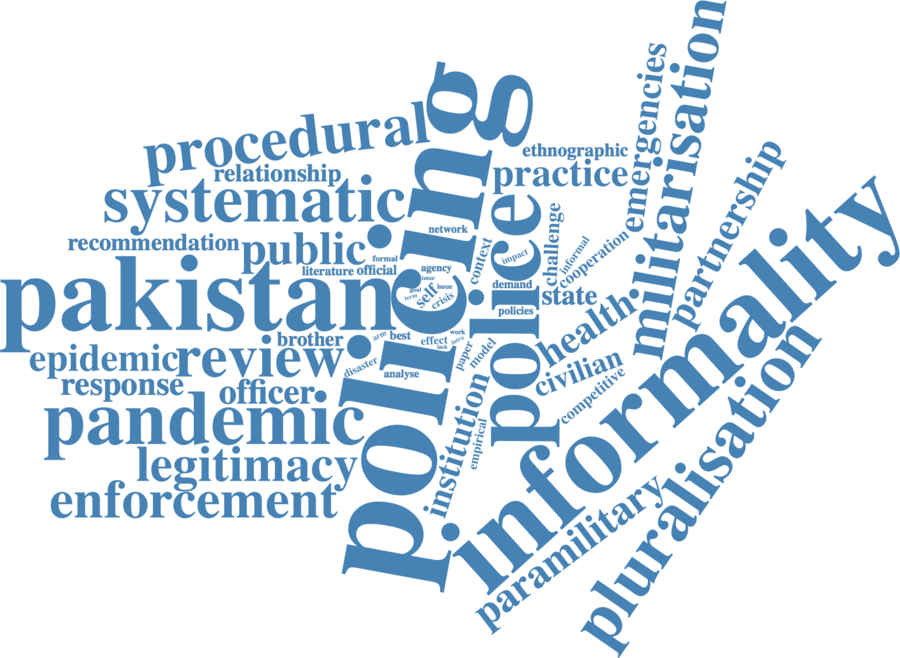 procedural
relationship
systematic
recommendation
public
formal
literature
official
pakistan
brother
epidemic
review
response
officer
pandemic
legitimacy
enforcement
policing
network
agency
inter
goal
issue
term
self
crisis
arm
best
effect
work
lack
intra
disaster
analyse
paper
model
institution
empirical
context
impact
demand
policies
police
ethnographic
practice
challenge
informal
cooperation
state
health
civilian
competitive
emergencies
militarisation
partnership
informality
paramilitary
pluralisation